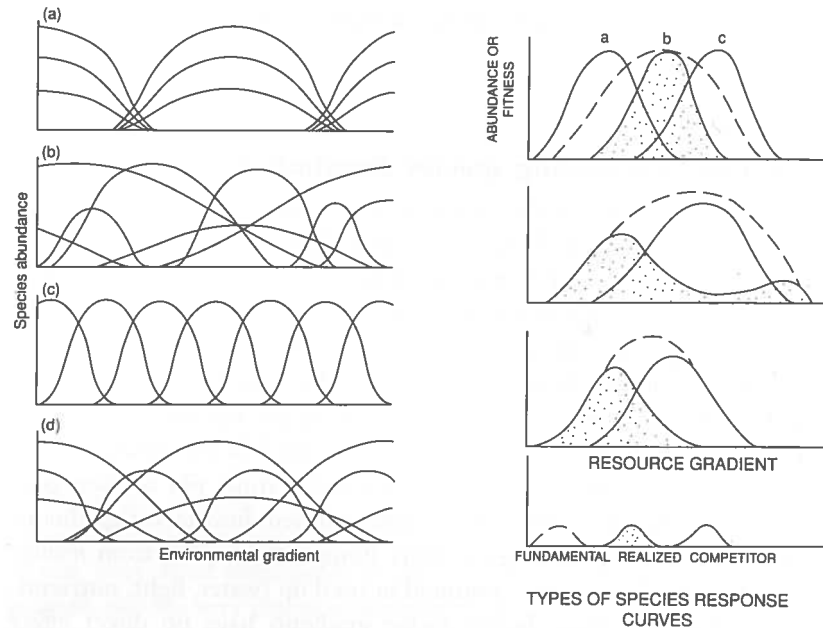 (a)
(b)
(c)
(d)
Species abundance
Environmental gradient
ABUNDANCE OR
FITNESS
a b c
RESOURCE GRADIENT
FUNDAMENTAL REALIZED COMPETITOR
TYPES OF SPECIES RESPONSE
CURVES